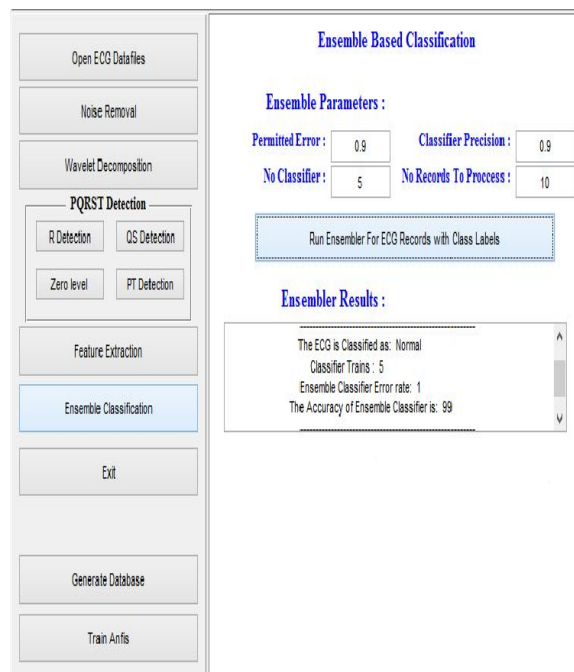 Open ECG Datafiles
Noise Removal
Wavelet Decomposition
PQRST Detection
R Detection
QS Detection
Zero level
PT Detection
Feature Extraction
Ensemble Classification
Exit
Generate Database
Train Anfis
Ensemble Based Classification
Ensemble Parameters :
Permitted Error : 0.9 Classifier Precision : 0.9
No Classifier : 5 No Records To Proccess : 10
Run Ensembler For ECG Records with Class Labels
Ensembler Results :
The ECG is Classified as: Normal
Classifier Trains : 5
Ensemble Classifier Error rate: 1
The Accuracy of Ensemble Classifier is: 99